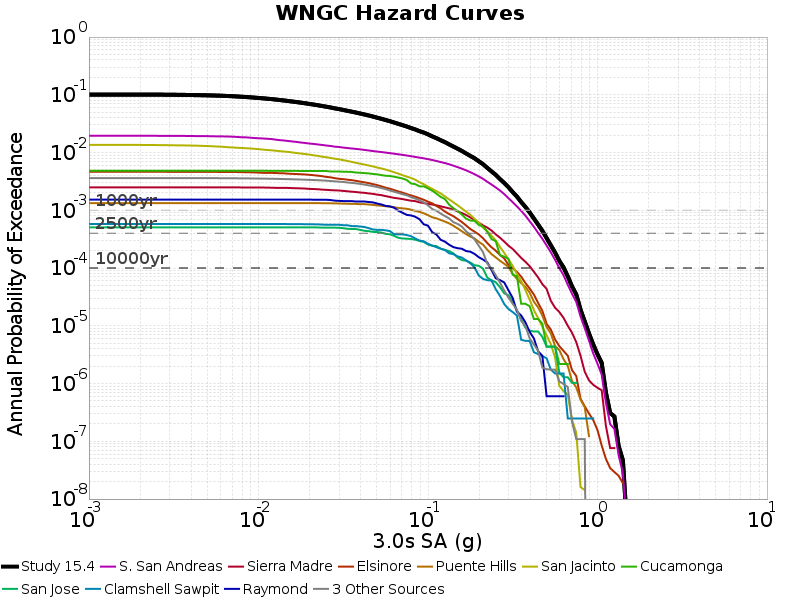 WNGC Hazard Curves
Annual Probability of Exceedance
10^0
10^-1
10^-2
10^-3
10^-4
10^-5
10^-6
10^-7
10^-8
1000yr
2500yr
10000yr
10^-3 10^-2 10^-1 10^0 10^1
3.0s SA (g)
Study 15.4 S. San Andreas Sierra Madre Elsinore Puente Hills San Jacinto Cucamonga
San Jose Clamshell Sawpit Raymond 3 Other Sources